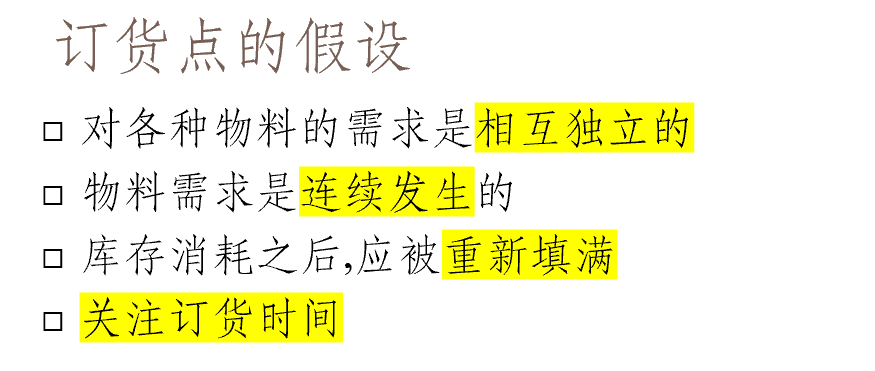 订货点的假设
对各种物料的需求是相互独立的
物料需求是连续发生的
库存消耗之后,应被重新填满
关注订货时间